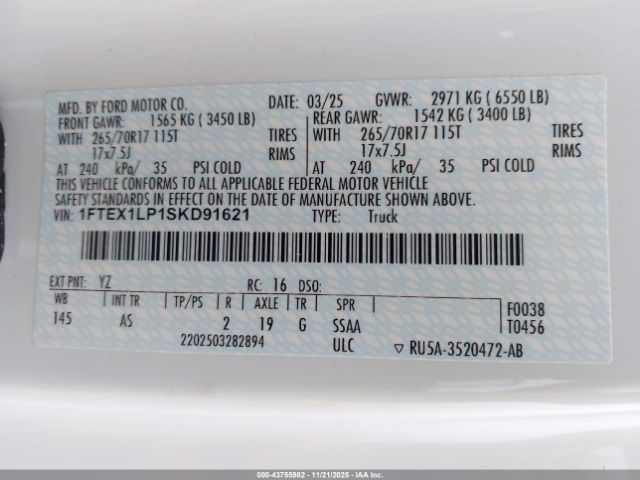 MFD. BY FORD MOTOR CO. DATE: 03/25 GVWR: 2971 KG ( 6550 LB)
FRONT GAWR: 1565 KG ( 3450 LB) REAR GAWR: 1542 KG ( 3400 LB)
WITH 265/70R17 115T TIRES WITH 265/70R17 115T TIRES
17x7.5J RIMS 17x7.5J RIMS
AT 240 kPa/ 35 PSI COLD AT 240 kPa/ 35 PSI COLD
THIS VEHICLE CONFORMS TO ALL APPLICABLE FEDERAL MOTOR VEHICLE
SAFETY STANDARDS IN EFFECT ON THE DATE OF MANUFACTURE SHOWN ABOVE.
VIN: 1FTEX1LP1SKD91621 TYPE: Truck
EXT PNT: YZ RC: 16 DSO:
WB INT TR TP/PS R AXLE TR SPR F0038
145 AS 2 19 G SSAA T0456
2202503282894 ULC ▽ RU5A-3520472-AB
000-43755982 - 11/21/2025 - IAAI.COM